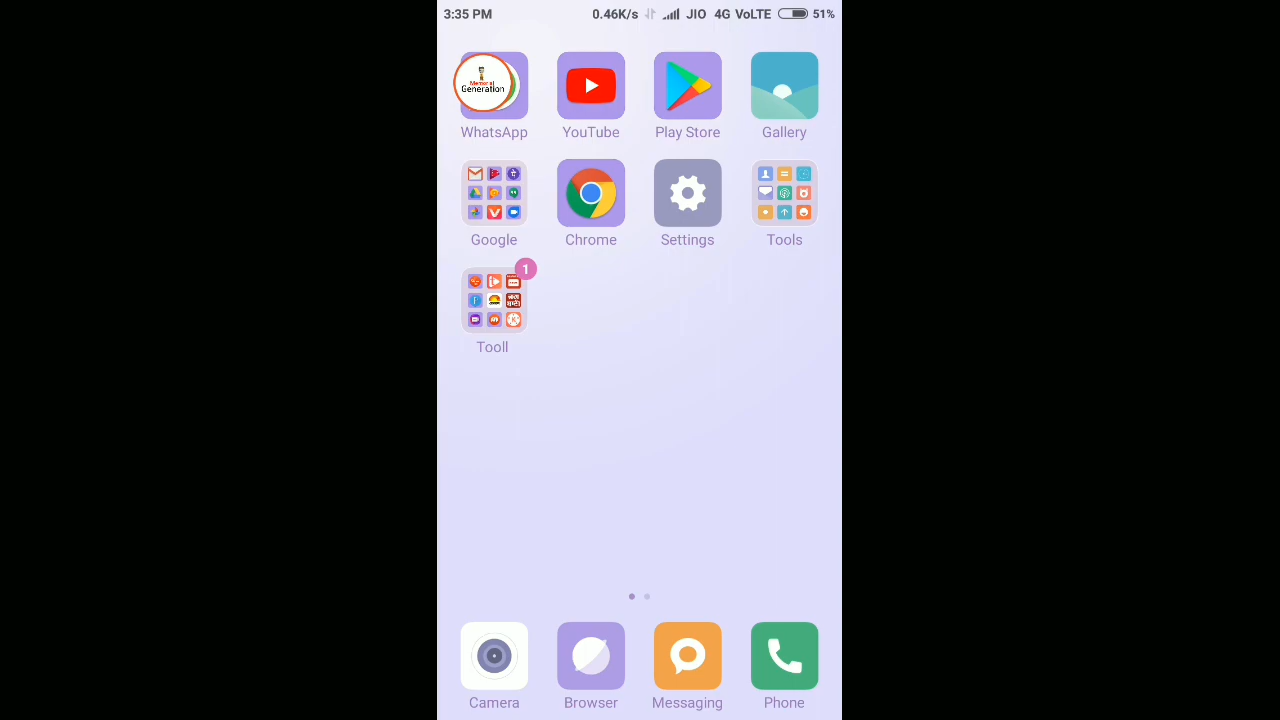 3:35 PM 0.46K/s JIO 4G VoLTE 51%
Generation
WhatsApp YouTube Play Store Gallery
Google Chrome Settings Tools
1
Tooll
Camera Browser Messaging Phone